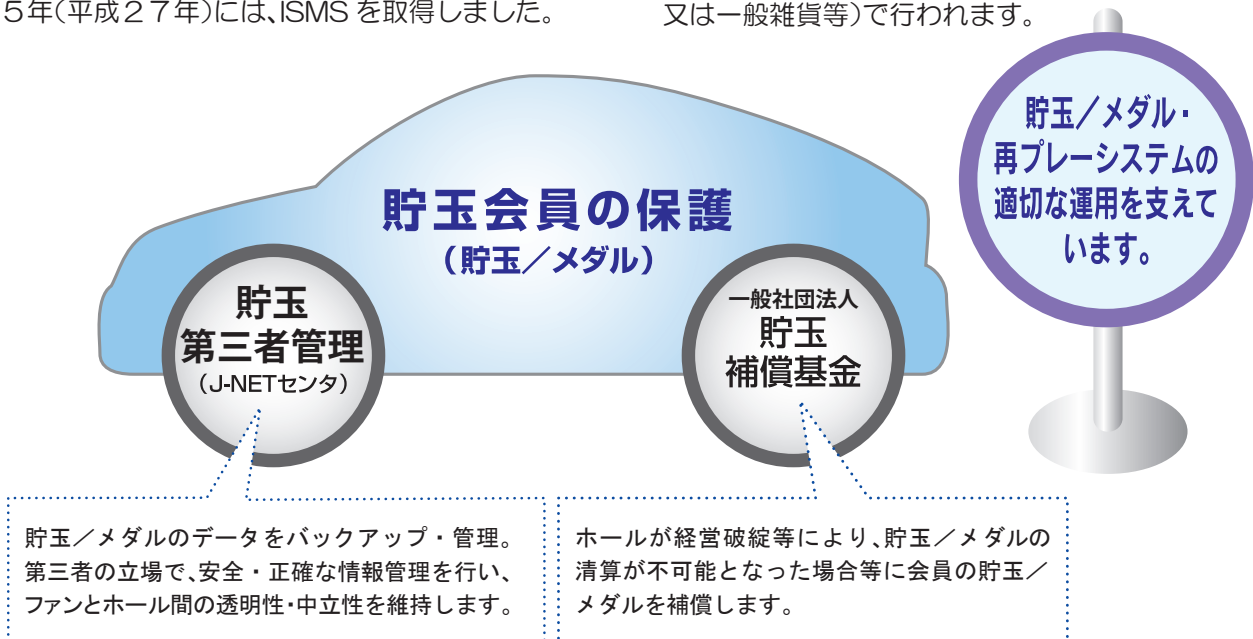 5年(平成27年)には、ISMS を取得しました。
又は一般雑貨等)で行われます。
貯玉/メダル・
再プレーシステムの
適切な運用を支えて
います。
貯玉会員の保護
(貯玉/メダル)
貯玉
第三者管理
(J-NETセンタ)
一般社団法人
貯玉
補償基金
貯玉/メダルのデータをバックアップ・管理。
第三者の立場で、安全・正確な情報管理を行い、
ファンとホール間の透明性・中立性を維持します。
ホールが経営破綻等により、貯玉/メダルの
清算が不可能となった場合等に会員の貯玉/
メダルを補償します。